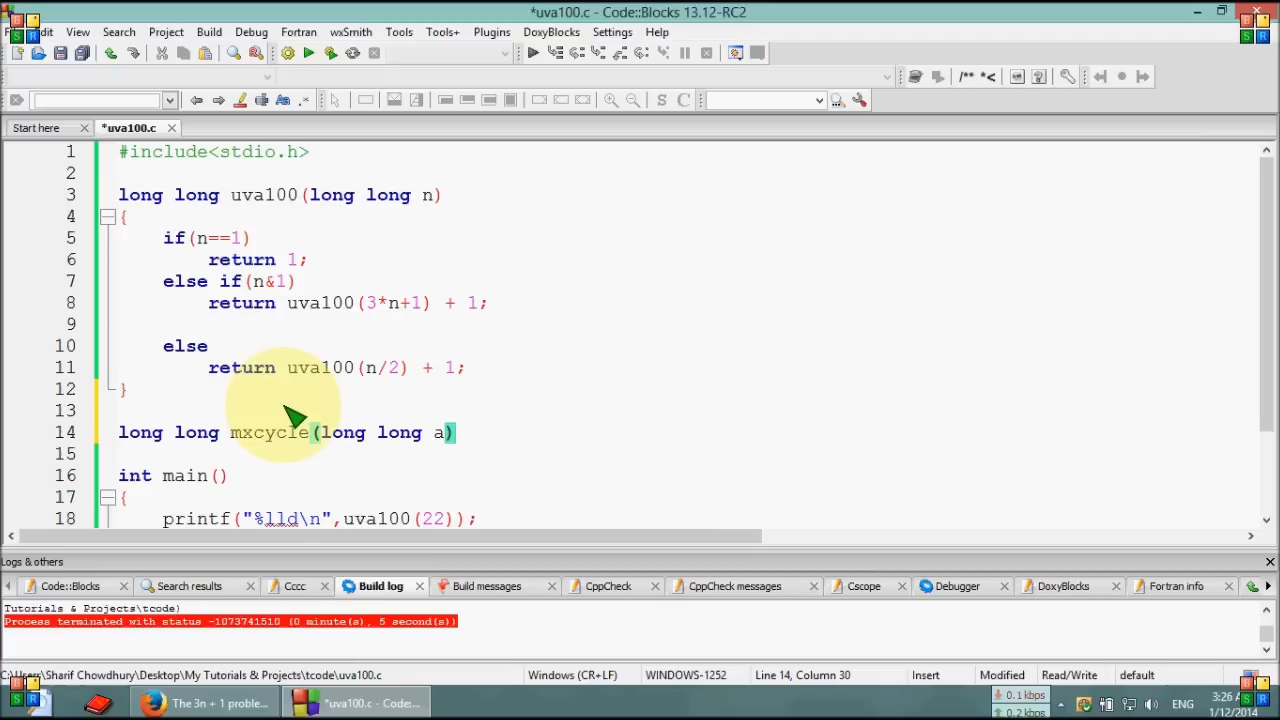 *uva100.c - Code::Blocks 13.12-RC2
View Search Project Build Debug Fortran wxSmith Tools Tools+ Plugins DoxyBlocks Settings Help
/** *<
S C
Start here *uva100.c
1 #include<stdio.h>
2
3 long long uva100(long long n)
4 {
5 if(n==1)
6 return 1;
7 else if(n&1)
8 return uva100(3*n+1) + 1;
9
10 else
11 return uva100(n/2) + 1;
12 }
13
14 long long mxcycle(long long a)
15
16 int main()
17 {
18 printf("%lld\n",uva100(22));
Logs & others
Code::Blocks Search results Cccc Build log Build messages CppCheck CppCheck messages Cscope Debugger DoxyBlocks Fortran info
Tutorials & Projects\tcode)
Process terminated with status -1073741510 (0 minute(s), 5 second(s))
C:\Users\Sharif Chowdhury\Desktop\My Tutorials & Projects\tcode\uva100.c Windows (CR+LF) WINDOWS-1252 Line 14, Column 30 Insert Modified Read/Write default
The 3n + 1 proble... *uva100.c - Code:... 0.1 kbps 0.2 kbps ENG 3:26 1/12/2014
B S R
B S R
B S R
B S R